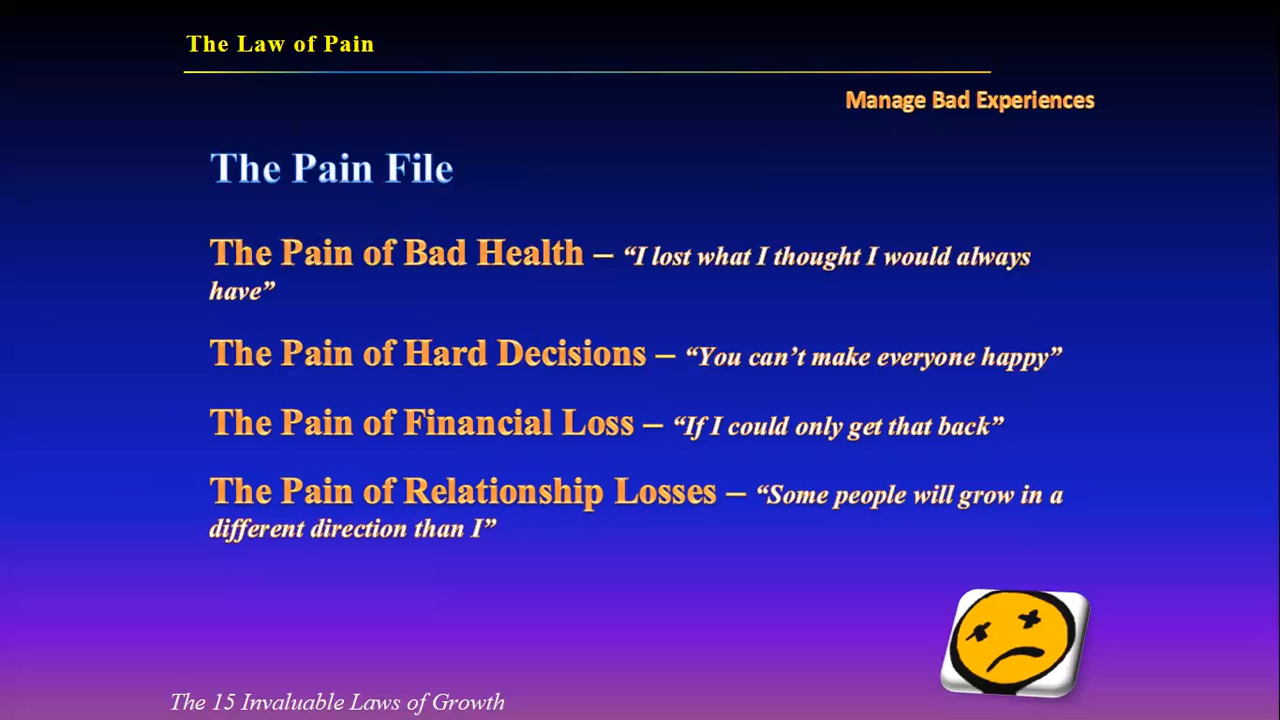 The Law of Pain
Manage Bad Experiences
The Pain File
The Pain of Bad Health – “I lost what I thought I would always
have”
The Pain of Hard Decisions – “You can’t make everyone happy”
The Pain of Financial Loss – “If I could only get that back”
The Pain of Relationship Losses – “Some people will grow in a
different direction than I”
The 15 Invaluable Laws of Growth